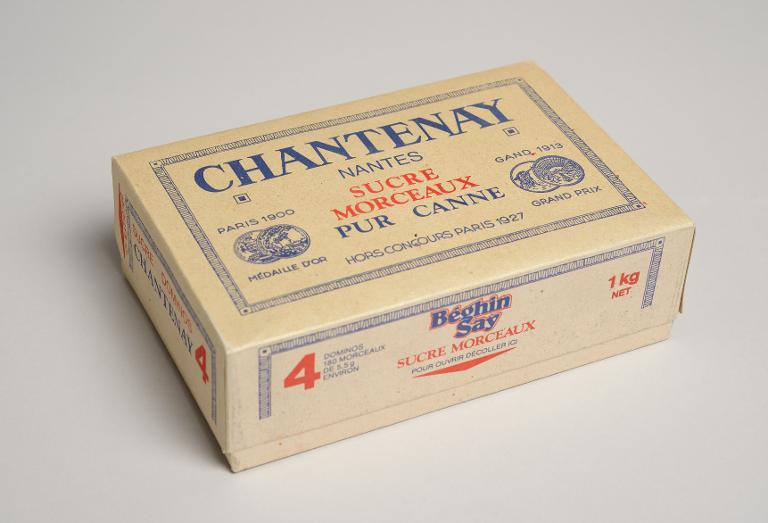 CHANTENAY
NANTES
SUCRE
MORCEAUX
PUR CANNE
PARIS 1900
MÉDAILLE D'OR
GAND 1913
GRAND PRIX
HORS CONCOURS PARIS 1927
SUCRE DOMINOS
CHANTENAY
4
4
DOMINOS
180 MORCEAUX
DE 5,5 g
ENVIRON
Béghin
Say
SUCRE MORCEAUX
POUR OUVRIR DÉCOLLER ICI
1 kg
NET